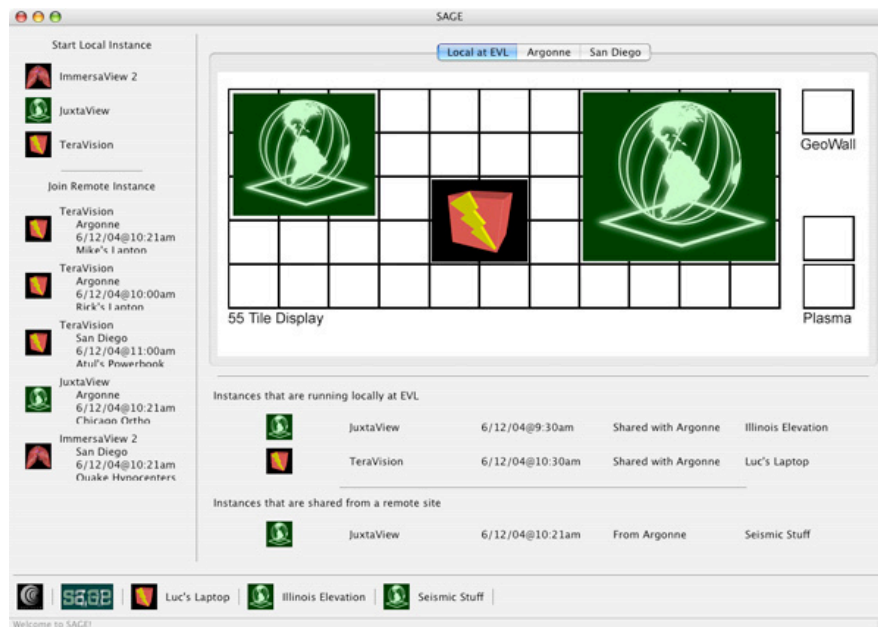 SAGE
Start Local Instance
ImmersaView 2
JuxtaView
TeraVision
Join Remote Instance
TeraVision
Argonne
6/12/04@10:21am
Mike's Laptop
TeraVision
Argonne
6/12/04@10:00am
Rick's Laptop
TeraVision
San Diego
6/12/04@11:00am
Atul's Powerbook
JuxtaView
Argonne
6/12/04@10:21am
Chicago Ortho
ImmersaView 2
San Diego
6/12/04@10:21am
Quake Hypocenters
Local at EVL Argonne San Diego
GeoWall
55 Tile Display
Plasma
Instances that are running locally at EVL
JuxtaView 6/12/04@9:30am Shared with Argonne Illinois Elevation
TeraVision 6/12/04@10:30am Shared with Argonne Luc's Laptop
Instances that are shared from a remote site
JuxtaView 6/12/04@10:21am From Argonne Seismic Stuff
SAGE Luc's Laptop Illinois Elevation Seismic Stuff
Welcome to SAGE!